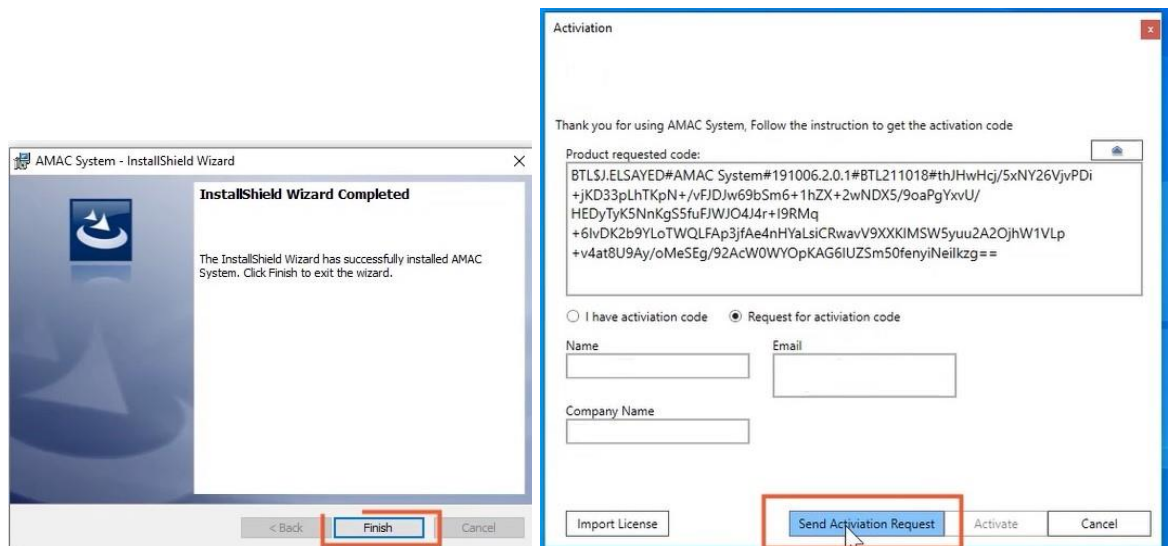 AMAC System - InstallShield Wizard
InstallShield Wizard Completed
The InstallShield Wizard has successfully installed AMAC
System. Click Finish to exit the wizard.
< Back
Finish
Cancel
Activiation
x
Thank you for using AMAC System, Follow the instruction to get the activation code
Product requested code:
BTL$J.ELSAYED#AMAC System#191006.2.0.1#BTL211018#thJHwHcj/5xNY26VjvPDi
+jKD33pLhTKpN+/vFJDJw69bSm6+1hZX+2wNDX5/9oaPgYxvU/
HEDyTyK5NnKgS5fuFJWJO4J4r+I9RMq
+6IvDK2b9YLoTWQLFAp3jfAe4nHYaLsiCRwavV9XXKIMSW5yuu2A2OjhW1VLp
+v4at8U9Ay/oMeSEg/92AcW0WYOpKAG6IUZSm50fenyiNeilkzg==
I have activiation code
Request for activiation code
Name
Email
Company Name
Import License
Send Activiation Request
Activate
Cancel